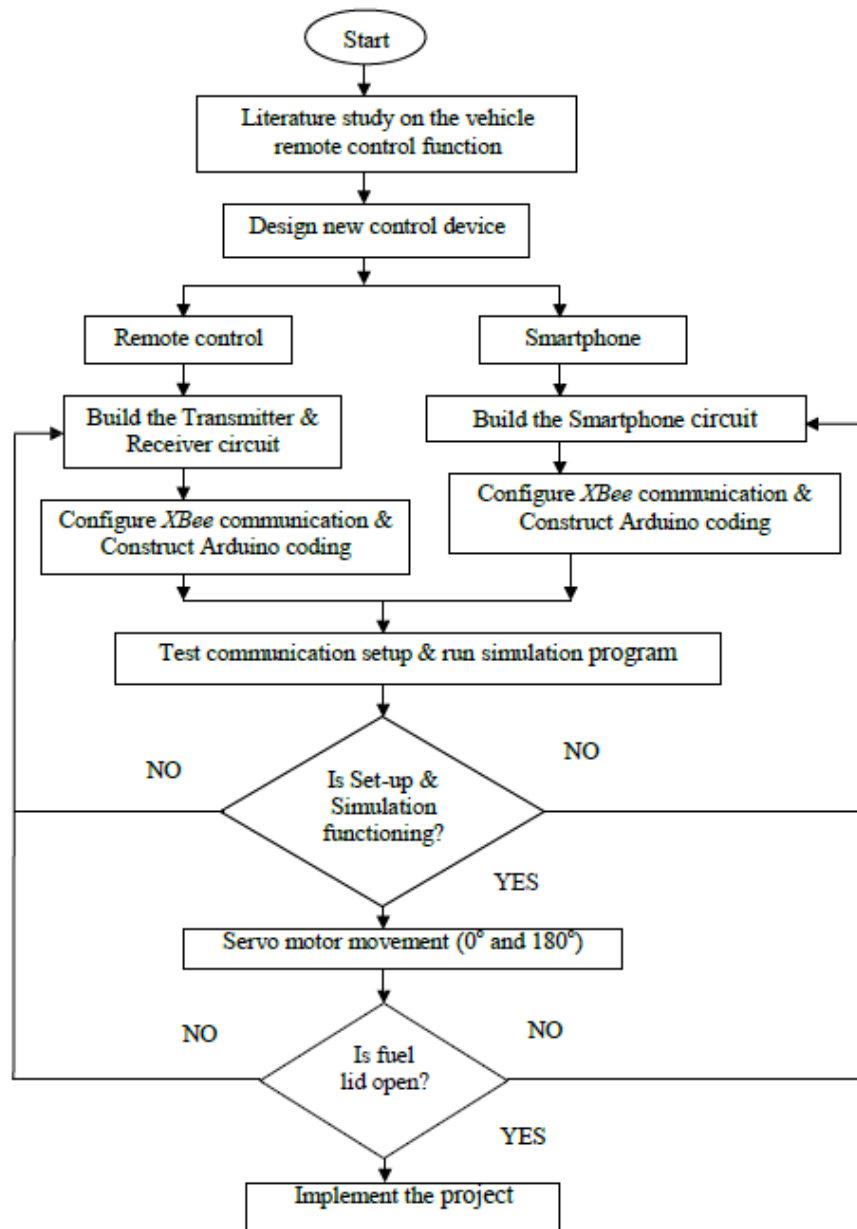 Start
Literature study on the vehicle
remote control function
Design new control device
Remote control
Smartphone
Build the Transmitter &
Receiver circuit
Build the Smartphone circuit
Configure XBee communication &
Construct Arduino coding
Configure XBee communication &
Construct Arduino coding
Test communication setup & run simulation program
NO
NO
Is Set-up &
Simulation
functioning?
YES
Servo motor movement (0° and 180°)
NO
NO
Is fuel
lid open?
YES
Implement the project